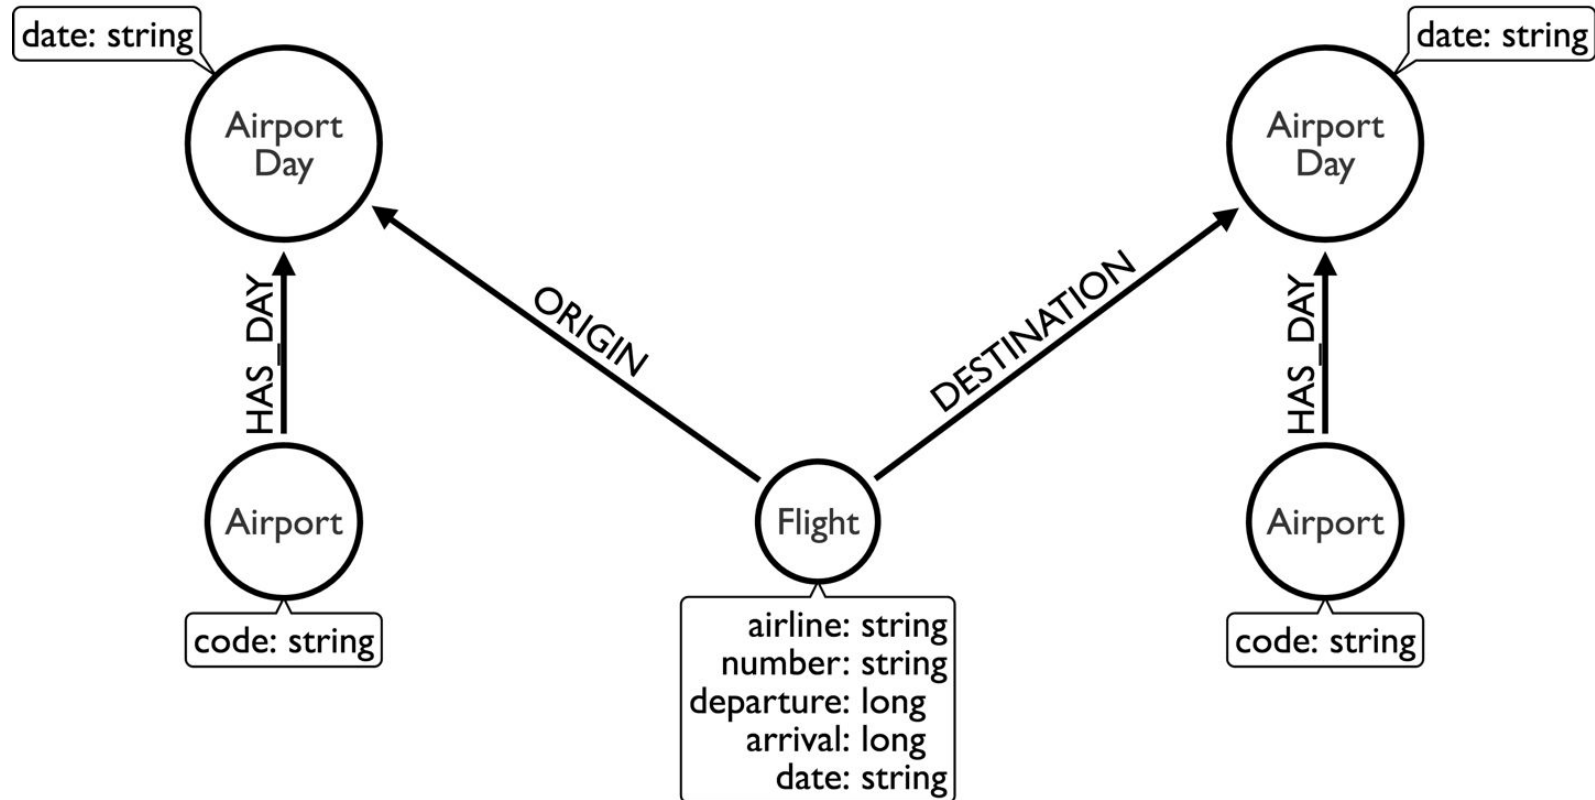 date: string
date: string
Airport
Day
Airport
Day
HAS_DAY
ORIGIN
DESTINATION
HAS_DAY
Airport
Flight
Airport
code: string
airline: string
number: string
departure: long
arrival: long
date: string
code: string